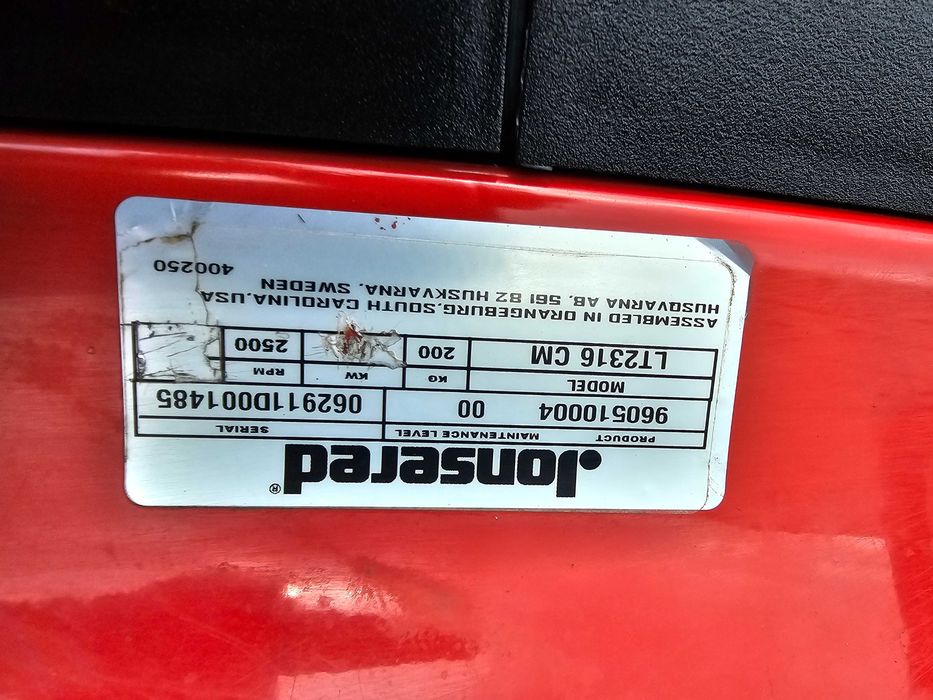 Jonsered®
PRODUCT MAINTENANCE LEVEL SERIAL
960510004 00 062911D001485
MODEL KG KW RPM
LT2316 CM 200 2500
ASSEMBLED IN ORANGEBURG,SOUTH CAROLINA,USA
HUSQVARNA AB, 561 82 HUSKVARNA, SWEDEN
400250